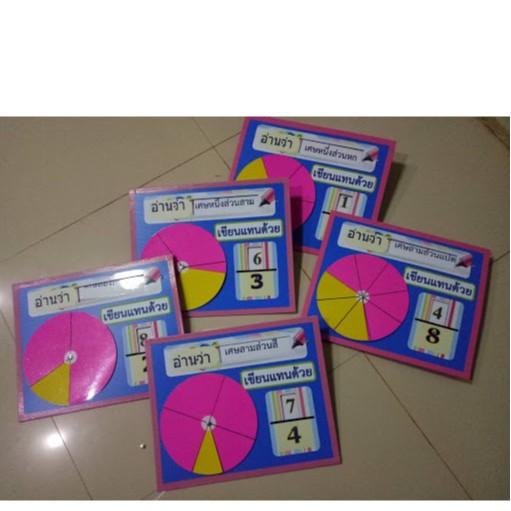 อ่านว่า
เศษหนึ่งส่วนหก
เขียนแทนด้วย
1
อ่านว่า
เศษหนึ่งส่วนสาม
เขียนแทนด้วย
6
3
อ่านว่า
เศษสามส่วนแปด
เขียนแทนด้วย
4
8
อ่านว่า
เขียนแทนด้วย
8
อ่านว่า
เศษสามส่วนสี่
เขียนแทนด้วย
7
4